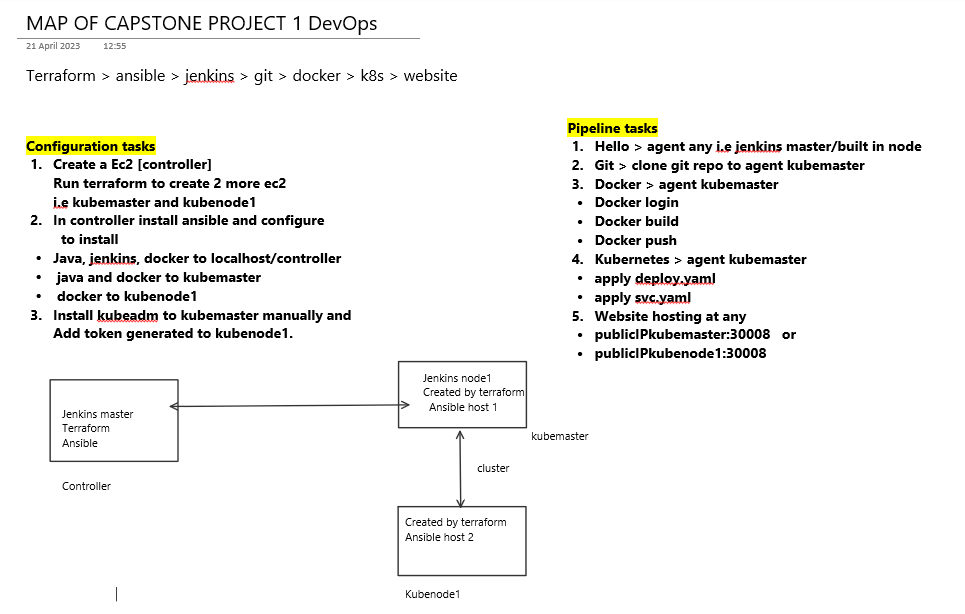 MAP OF CAPSTONE PROJECT 1 DevOps
21 April 2023 12:55
Terraform > ansible > jenkins > git > docker > k8s > website
Configuration tasks
1. Create a Ec2 [controller]
Run terraform to create 2 more ec2
i.e kubemaster and kubenode1
2. In controller install ansible and configure
to install
• Java, jenkins, docker to localhost/controller
• java and docker to kubemaster
• docker to kubenode1
3. Install kubeadm to kubemaster manually and
Add token generated to kubenode1.
Pipeline tasks
1. Hello > agent any i.e jenkins master/built in node
2. Git > clone git repo to agent kubemaster
3. Docker > agent kubemaster
• Docker login
• Docker build
• Docker push
4. Kubernetes > agent kubemaster
• apply deploy.yaml
• apply svc.yaml
5. Website hosting at any
• publicIPkubemaster:30008 or
• publicIPkubenode1:30008
Jenkins master
Terraform
Ansible
Controller
Jenkins node1
Created by terraform
Ansible host 1
kubemaster
cluster
Created by terraform
Ansible host 2
Kubenode1